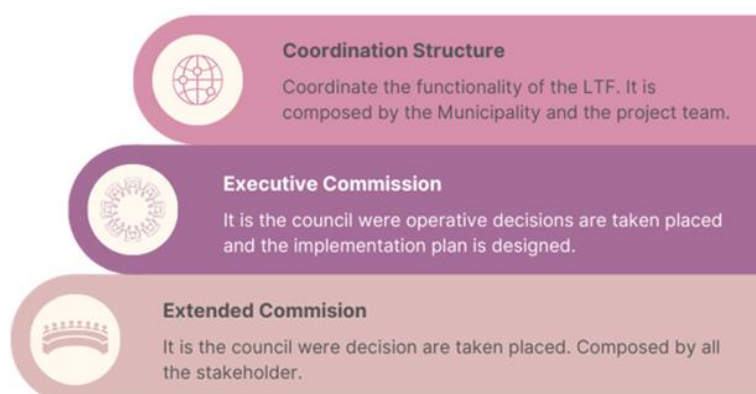 Coordination Structure
Coordinate the functionality of the LTF. It is
composed by the Municipality and the project team.
Executive Commission
It is the council were operative decisions are taken placed
and the implementation plan is designed.
Extended Commision
It is the council were decision are taken placed. Composed by all
the stakeholder.